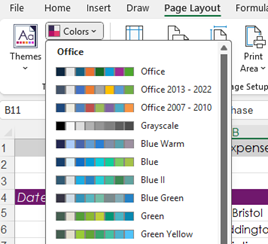 File Home Insert Draw Page Layout Formula
Colors
Themes
Print
Area
Page Setup
Office
Office
Office 2013 - 2022
Office 2007 - 2010
Grayscale
Blue Warm
Blue
Blue II
Blue Green
Green
Green Yellow
B11
hase
B
1
xpense
2
3
4
Date
Bristol
5
ddington
6